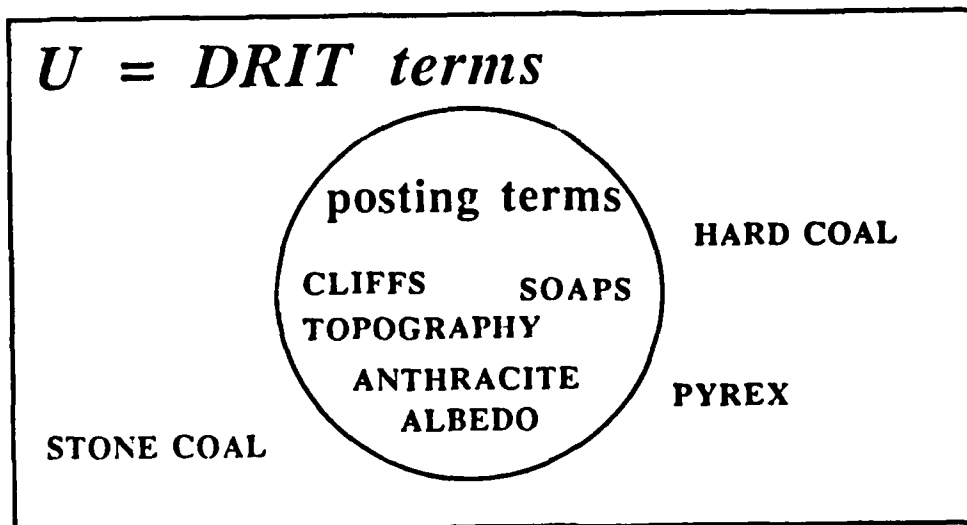 U = DRIT terms
posting terms
HARD COAL
CLIFFS SOAPS
TOPOGRAPHY
ANTHRACITE
PYREX
ALBEDO
STONE COAL